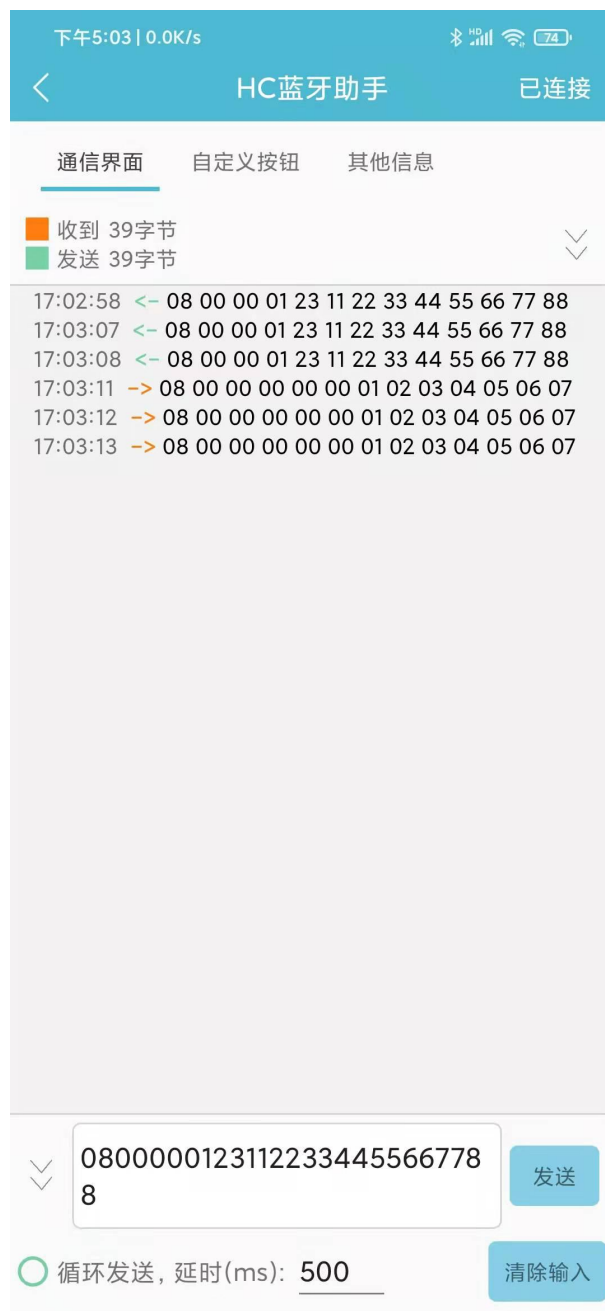 下午5:03 | 0.0K/s HD 74
HC蓝牙助手 已连接
通信界面 自定义按钮 其他信息
收到 39字节
发送 39字节
17:02:58 <- 08 00 00 01 23 11 22 33 44 55 66 77 88
17:03:07 <- 08 00 00 01 23 11 22 33 44 55 66 77 88
17:03:08 <- 08 00 00 01 23 11 22 33 44 55 66 77 88
17:03:11 -> 08 00 00 00 00 00 01 02 03 04 05 06 07
17:03:12 -> 08 00 00 00 00 00 01 02 03 04 05 06 07
17:03:13 -> 08 00 00 00 00 00 01 02 03 04 05 06 07
0800000123112233445566778
8
发送
循环发送, 延时(ms): 500
清除输入